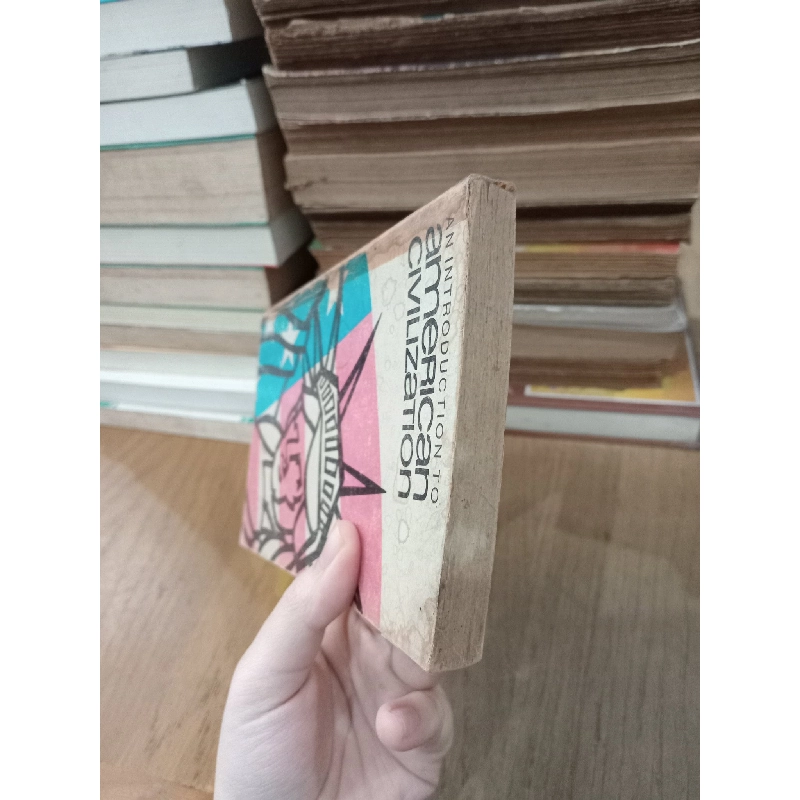 AN INTRODUCTION TO
american
civilization